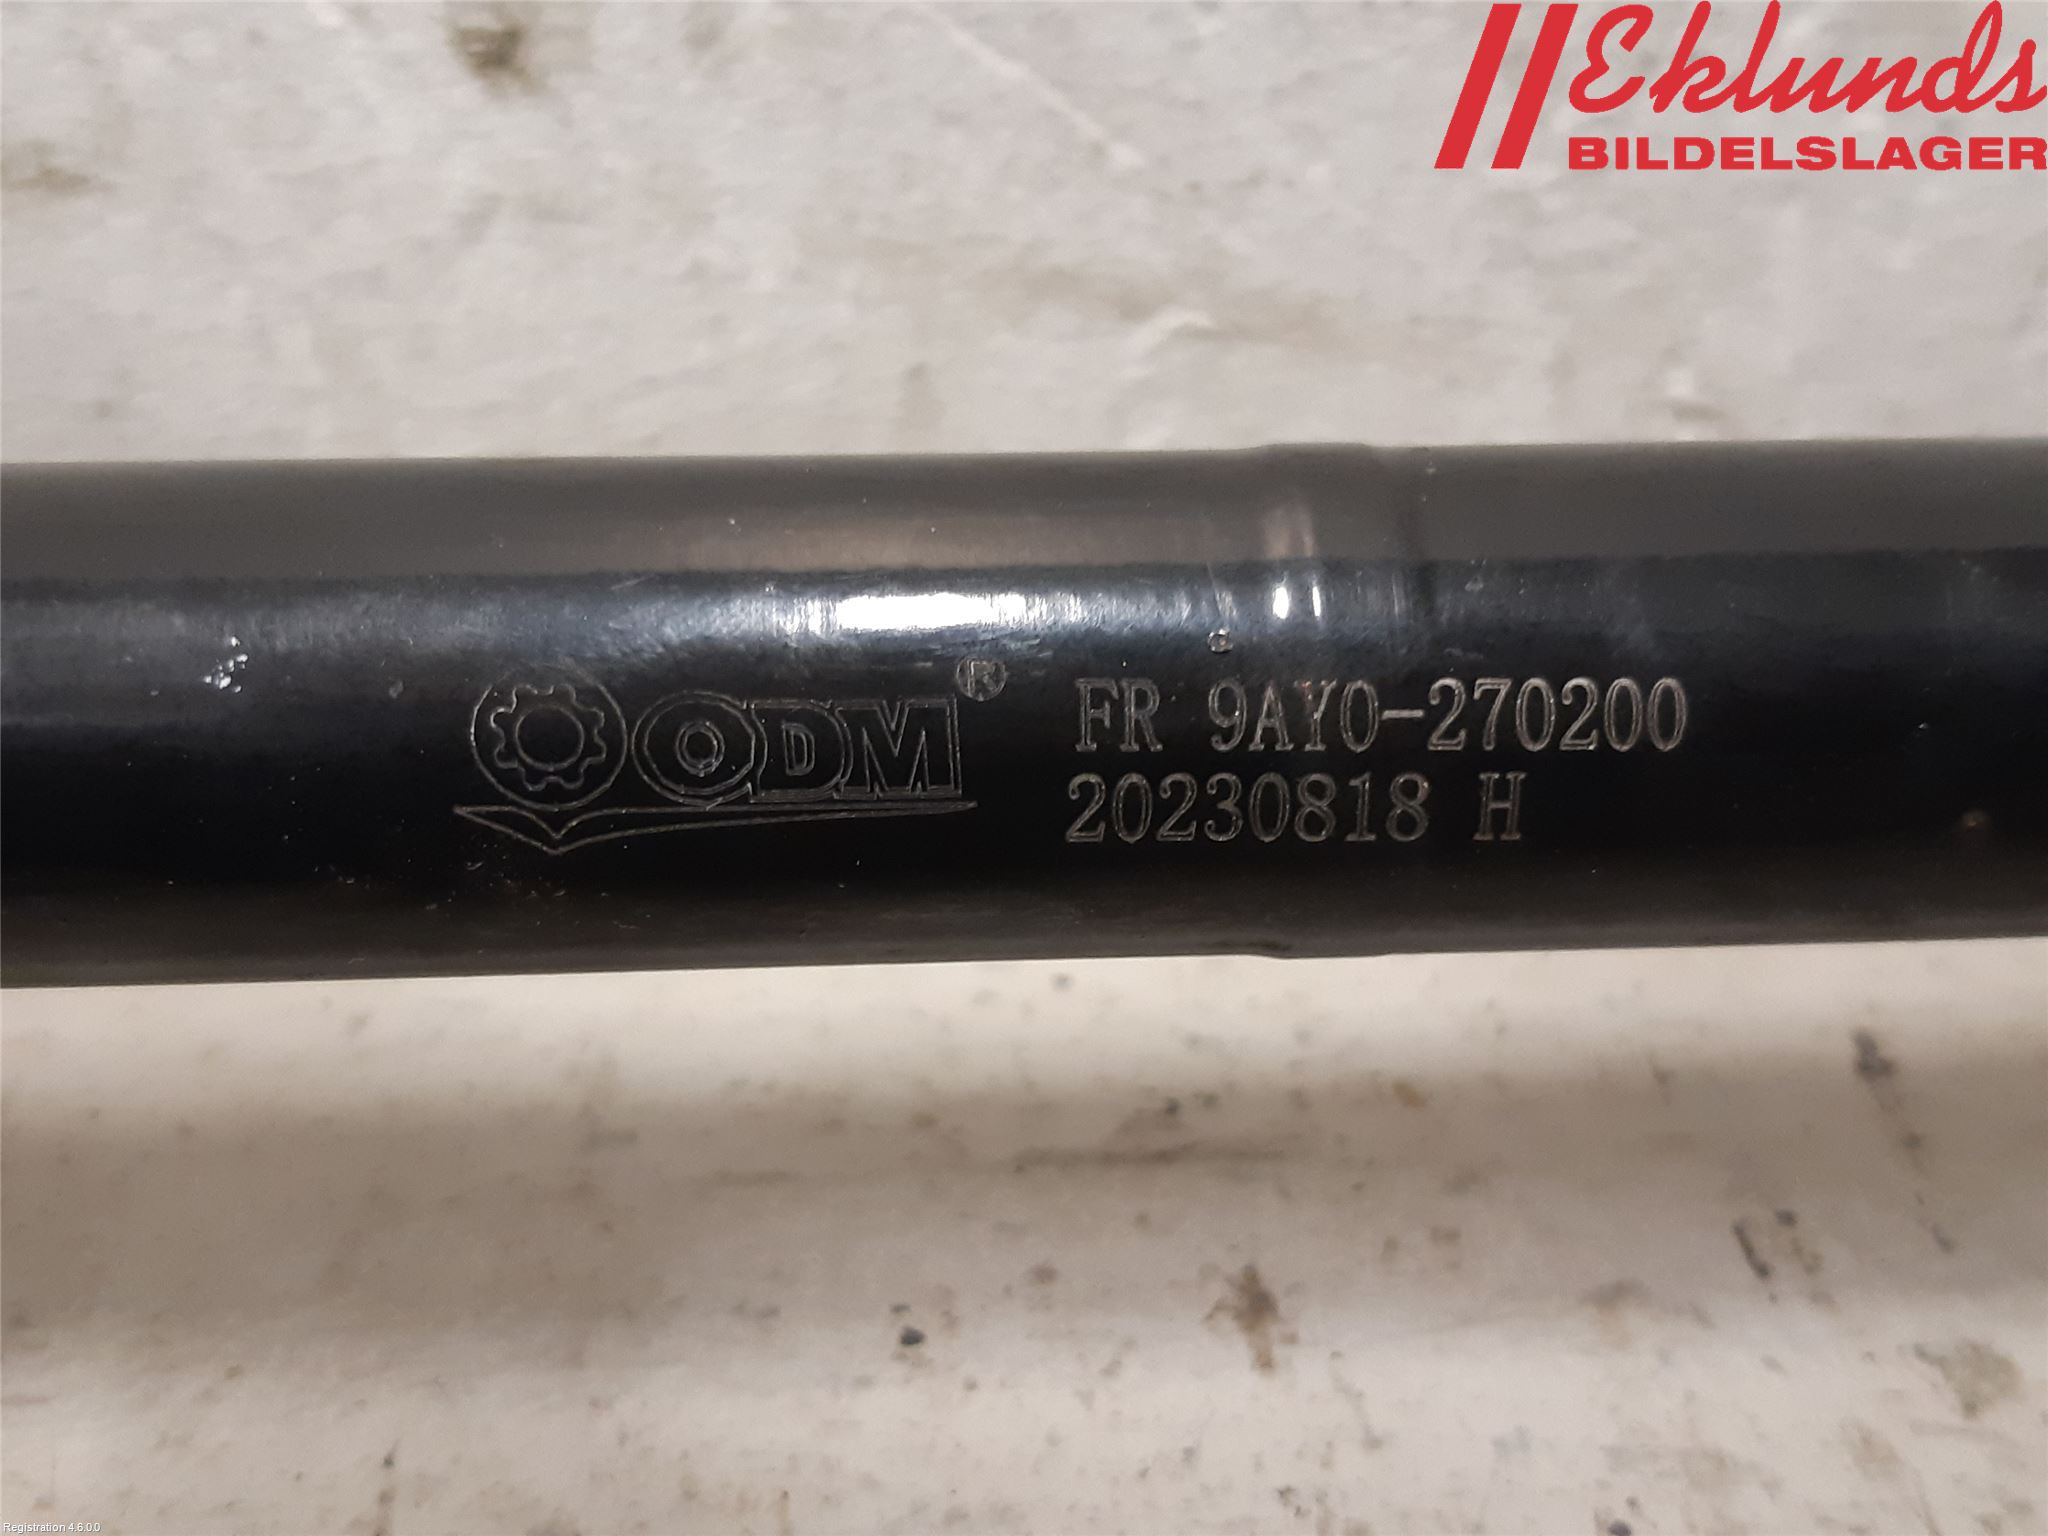 Eklunds
BILDELSLAGER
ODM® FR 9AY0-270200
20230818 H
Registration 4.6.0.0